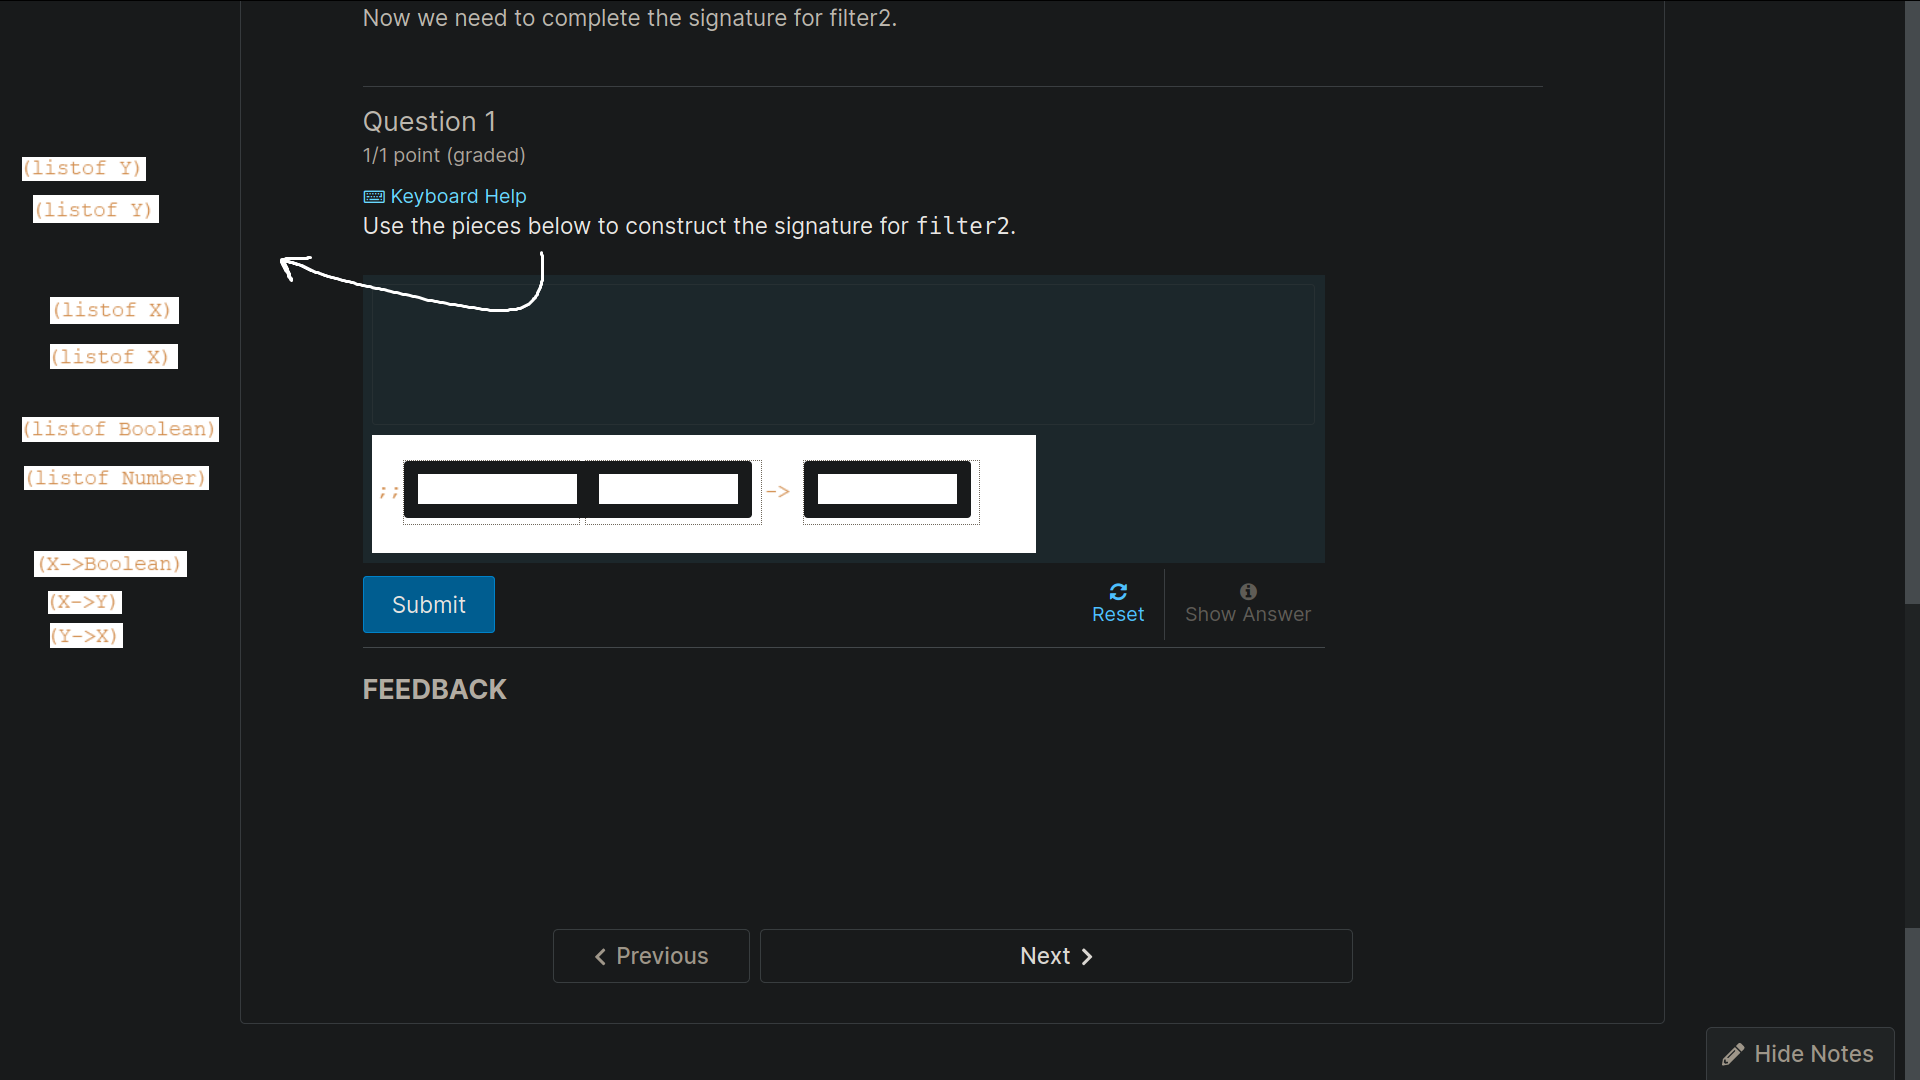 Now we need to complete the signature for filter2.
Question 1
1/1 point (graded)
Keyboard Help
Use the pieces below to construct the signature for filter2.
(listof Y)
(listof Y)
(listof X)
(listof X)
(listof Boolean)
(listof Number)
(X->Boolean)
(X->Y)
(Y->X)
;; ->
Submit
Reset
Show Answer
FEEDBACK
Previous
Next
Hide Notes